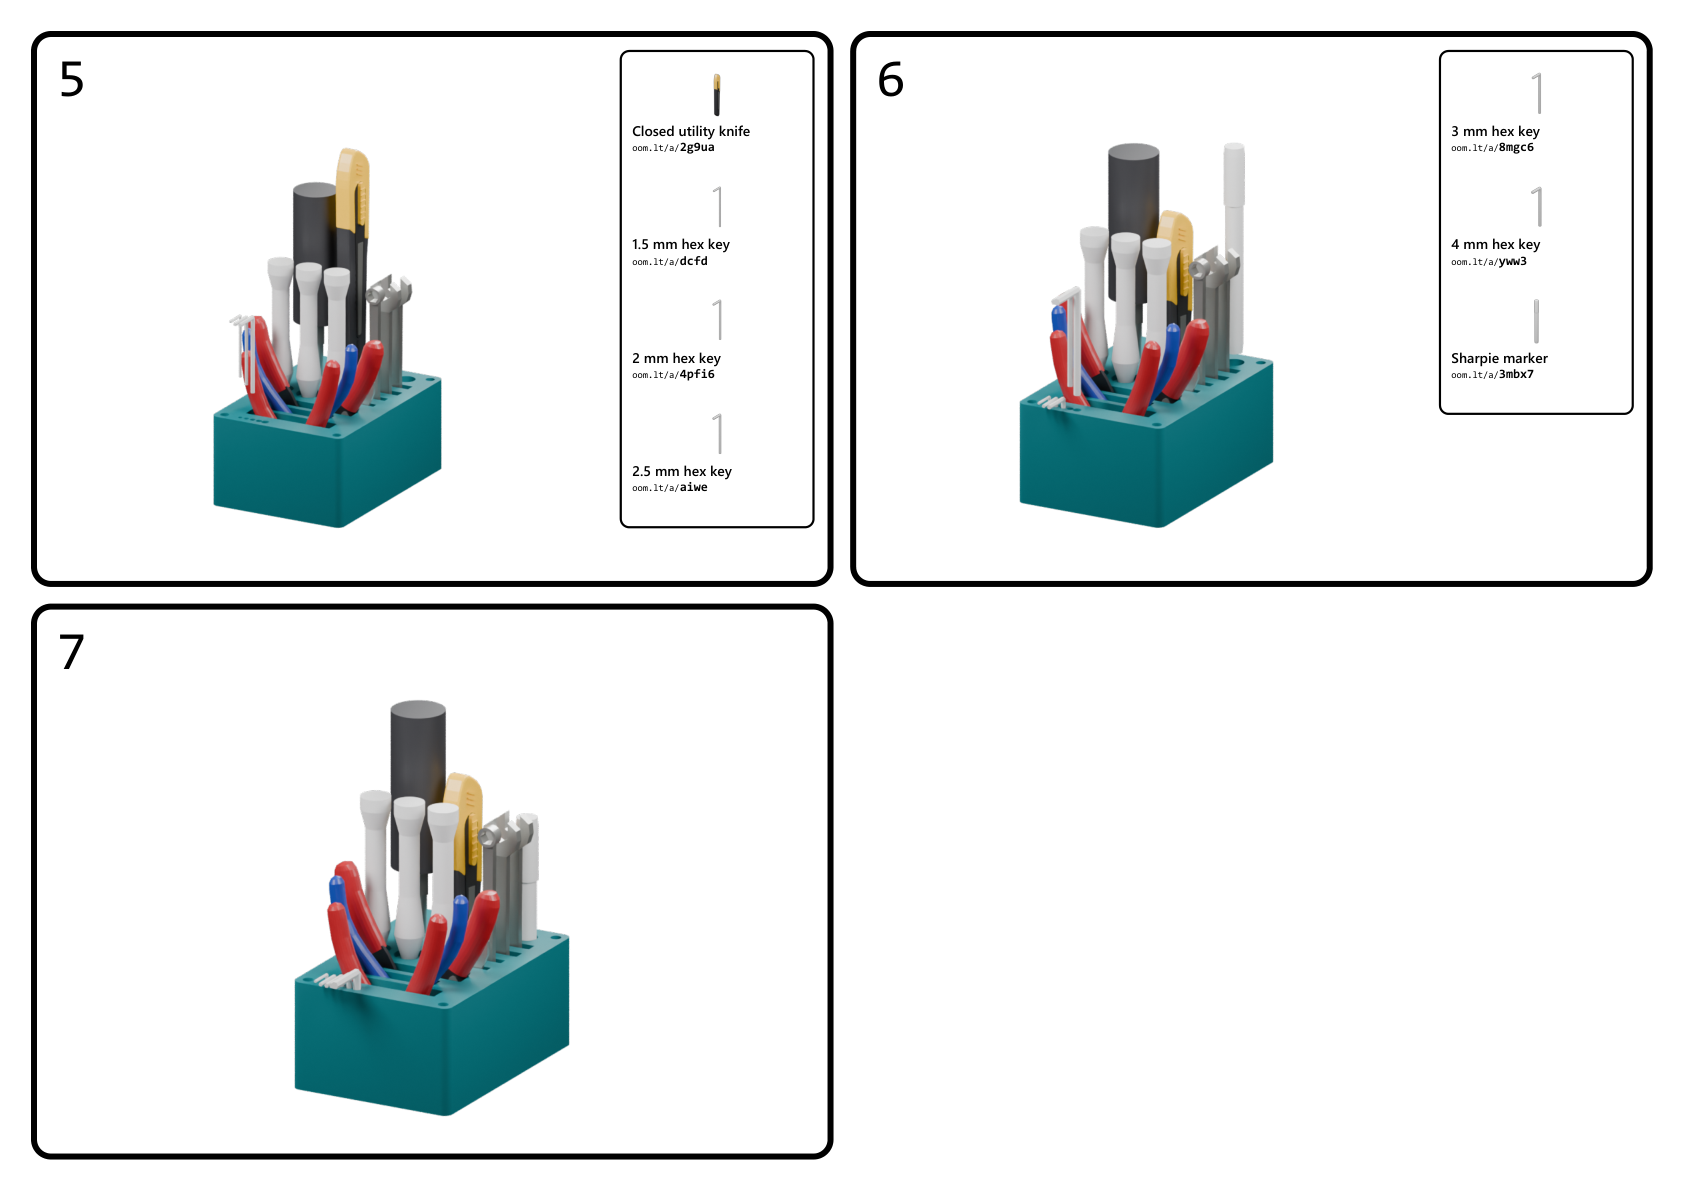 5
Closed utility knife
oom.lt/a/2g9ua
1.5 mm hex key
oom.lt/a/dcfd
2 mm hex key
oom.lt/a/4pfi6
2.5 mm hex key
oom.lt/a/aiwe
6
3 mm hex key
oom.lt/a/8mgc6
4 mm hex key
oom.lt/a/yww3
Sharpie marker
oom.lt/a/3mbx7
7